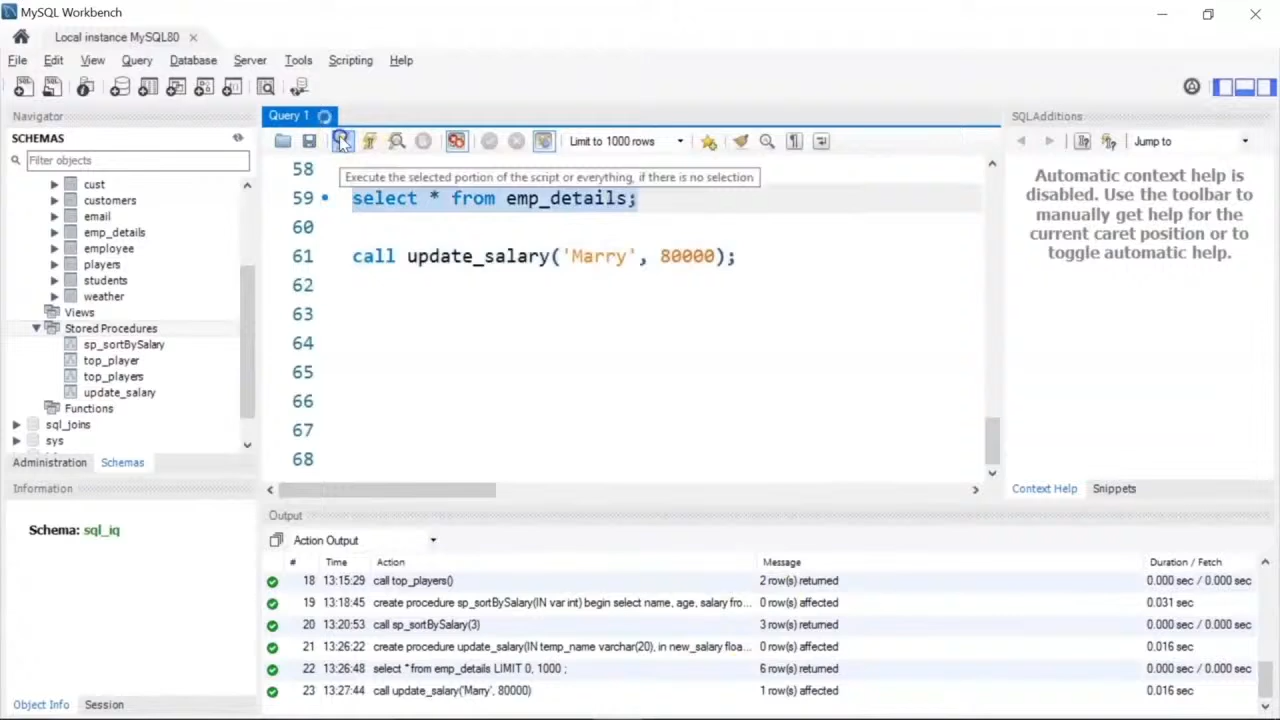 MySQL Workbench
Local instance MySQL80
File Edit View Query Database Server Tools Scripting Help
Navigator
SCHEMAS
Filter objects
cust
customers
email
emp_details
employee
players
students
weather
Views
Stored Procedures
sp_sortBySalary
top_player
top_players
update_salary
Functions
sql_joins
sys
Administration Schemas
Information
Schema: sql_iq
Object Info Session
Query 1
Limit to 1000 rows
58
Execute the selected portion of the script or everything, if there is no selection
59 select * from emp_details;
60
61 call update_salary('Marry', 80000);
62
63
64
65
66
67
68
SQLAdditions
Jump to
Automatic context help is
disabled. Use the toolbar to
manually get help for the
current caret position or to
toggle automatic help.
Context Help Snippets
Output
Action Output
# Time Action Message Duration / Fetch
18 13:15:29 call top_players() 2 row(s) returned 0.000 sec / 0.000 sec
19 13:18:45 create procedure sp_sortBySalary(IN var int) begin select name, age, salary fro... 0 row(s) affected 0.031 sec
20 13:20:53 call sp_sortBySalary(3) 3 row(s) returned 0.000 sec / 0.000 sec
21 13:26:22 create procedure update_salary(IN temp_name varchar(20), in new_salary floa... 0 row(s) affected 0.016 sec
22 13:26:48 select * from emp_details LIMIT 0, 1000 ; 6 row(s) returned 0.000 sec / 0.000 sec
23 13:27:44 call update_salary('Marry', 80000) 1 row(s) affected 0.016 sec